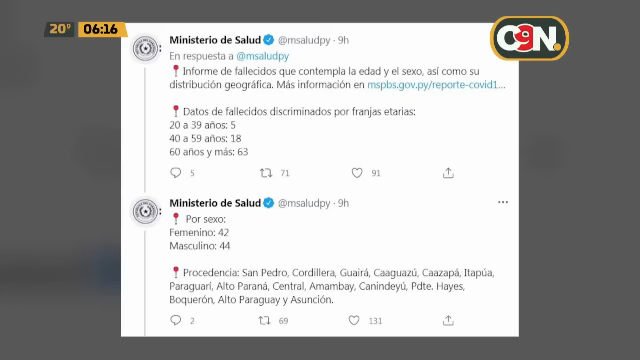 20° 06:16
C9N.
Ministerio de Salud @msaludpy · 9h
En respuesta a @msaludpy
Informe de fallecidos que contempla la edad y el sexo, así como su
distribución geográfica. Más información en mspbs.gov.py/reporte-covid1...
Datos de fallecidos discriminados por franjas etarias:
20 a 39 años: 5
40 a 59 años: 18
60 años y más: 63
5 71 91
Ministerio de Salud @msaludpy · 9h
Por sexo:
Femenino: 42
Masculino: 44
Procedencia: San Pedro, Cordillera, Guairá, Caaguazú, Caazapá, Itapúa,
Paraguarí, Alto Paraná, Central, Amambay, Canindeyú, Pdte. Hayes,
Boquerón, Alto Paraguay y Asunción.
2 69 131